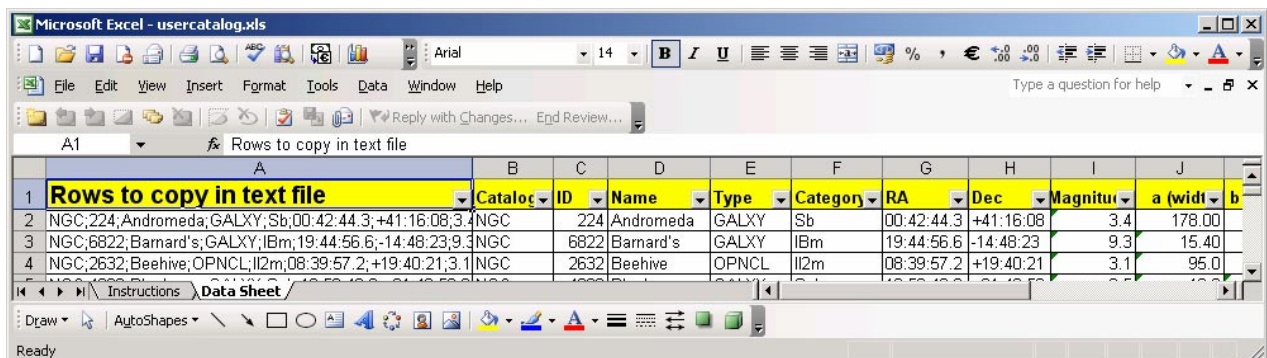 Microsoft Excel - usercatalog.xls
Arial 14 B I U % , €
File Edit View Insert Format Tools Data Window Help Type a question for help
Reply with Changes... End Review...
A1 fx Rows to copy in text file
A B C D E F G H I J
1 Rows to copy in text file Catalog ID Name Type Category RA Dec Magnitu a (widt b
2 NGC;224;Andromeda;GALXY;Sb;00:42:44.3;+41:16:08;3.4 NGC 224 Andromeda GALXY Sb 00:42:44.3 +41:16:08 3.4 178.00
3 NGC;6822;Barnard's;GALXY;IBm;19:44:56.6;-14:48:23;9.3 NGC 6822 Barnard's GALXY IBm 19:44:56.6 -14:48:23 9.3 15.40
4 NGC;2632;Beehive;OPNCL;II2m;08:39:57.2;+19:40:21;3.1 NGC 2632 Beehive OPNCL II2m 08:39:57.2 +19:40:21 3.1 95.0
Instructions Data Sheet
Draw AutoShapes
Ready